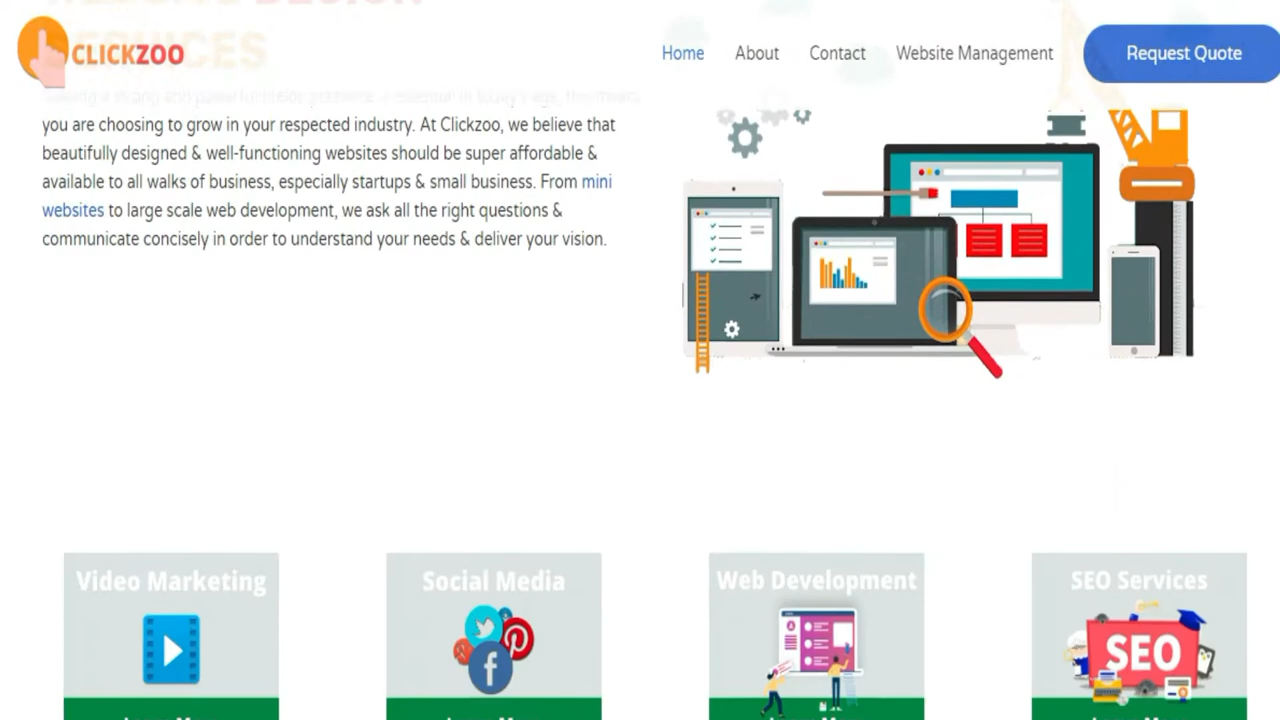 DESIGN
CLICKZOO
Home
About
Contact
Website Management
Request Quote
you are choosing to grow in your respected industry. At Clickzoo, we believe that
beautifully designed & well-functioning websites should be super affordable &
available to all walks of business, especially startups & small business. From mini
websites to large scale web development, we ask all the right questions &
communicate concisely in order to understand your needs & deliver your vision.
Video Marketing
Social Media
Web Development
SEO Services
SEO